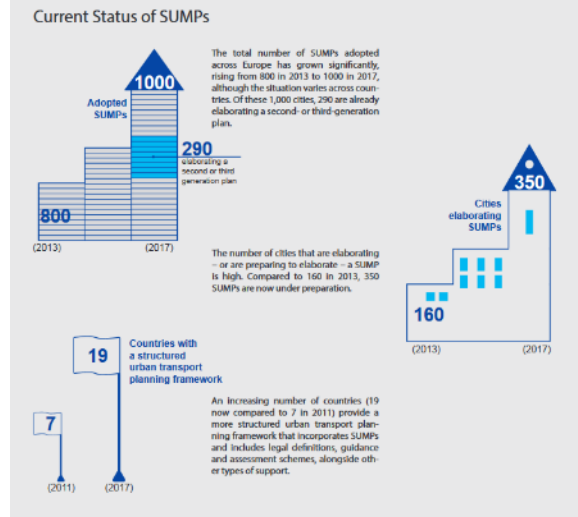 Current Status of SUMPs
1000
Adopted
SUMPs
290
elaborating a
second or third
generation plan
800
(2013)
(2017)
The total number of SUMPs adopted
across Europe has grown significantly,
rising from 800 in 2013 to 1000 in 2017,
although the situation varies across coun-
tries. Of these 1,000 cities, 290 are already
elaborating a second- or third-generation
plan.
350
Cities
elaborating
SUMPs
160
(2013)
(2017)
The number of cities that are elaborating
– or are preparing to elaborate – a SUMP
is high. Compared to 160 in 2013, 350
SUMPs are now under preparation.
19
Countries with
a structured
urban transport
planning framework
7
(2011)
(2017)
An increasing number of countries (19
now compared to 7 in 2011) provide a
more structured urban transport plan-
ning framework that incorporates SUMPs
and includes legal definitions, guidance
and assessment schemes, alongside oth-
er types of support.